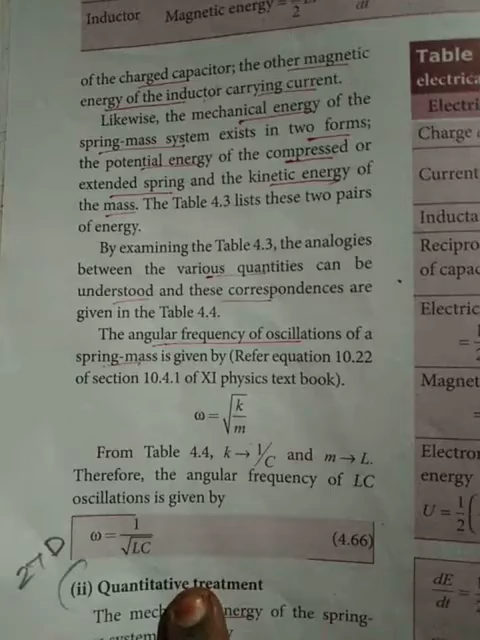 Inductor Magnetic energy =
2
dt
of the charged capacitor; the other magnetic
energy of the inductor carrying current.
Likewise, the mechanical energy of the
spring-mass system exists in two forms;
the potential energy of the compressed or
extended spring and the kinetic energy of
the mass. The Table 4.3 lists these two pairs
of energy.
By examining the Table 4.3, the analogies
between the various quantities can be
understood and these correspondences are
given in the Table 4.4.
The angular frequency of oscillations of a
spring-mass is given by (Refer equation 10.22
of section 10.4.1 of XI physics text book).
ω = √(k/m)
From Table 4.4, k → 1/C and m → L.
Therefore, the angular frequency of LC
oscillations is given by
ω = 1/√LC (4.66)
27D
(ii) Quantitative treatment
The energy of the spring-
Table
electrica
Electri
Charge
Current
Inducta
Recipro
of capac
Electric
=
Magnet
=
Electro
energy
U = 1/2 (
dE/dt =